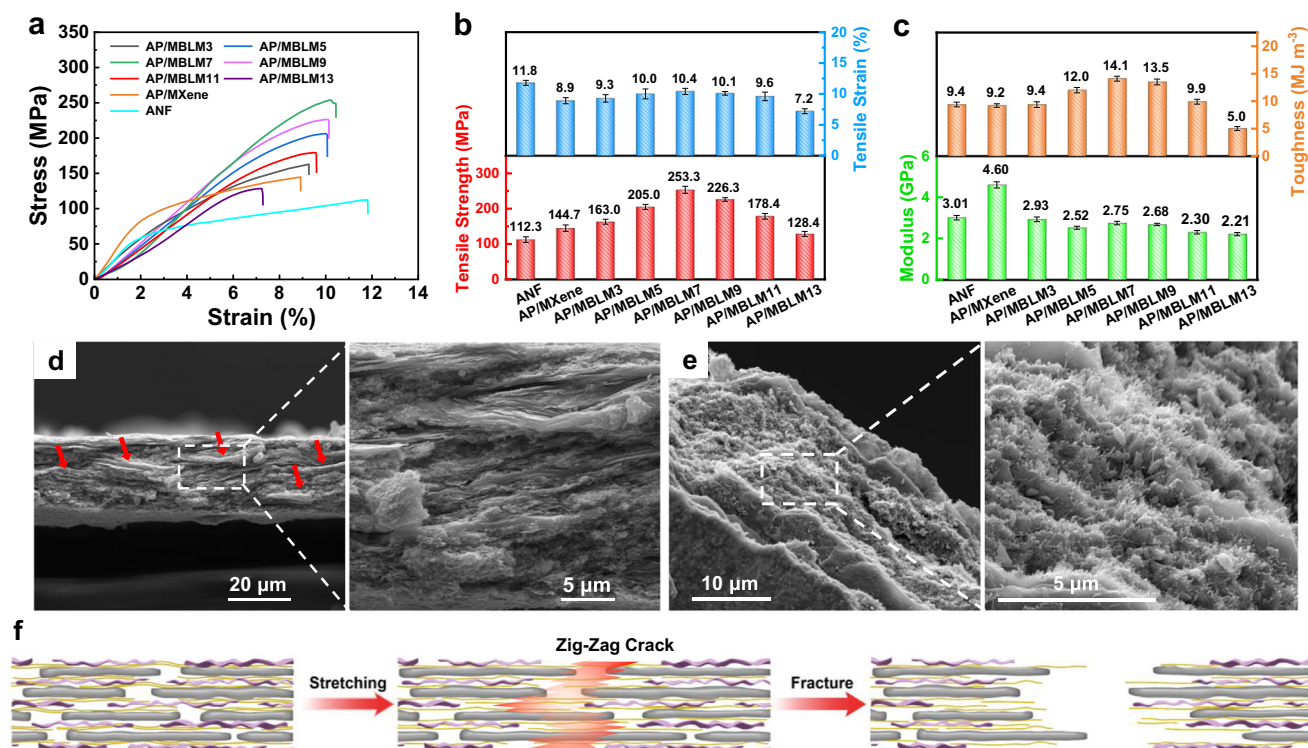 a
Stress (MPa)
350
300
250
200
150
100
50
0
AP/MBLM3
AP/MBLM5
AP/MBLM7
AP/MBLM9
AP/MBLM11
AP/MBLM13
AP/MXene
ANF
0 2 4 6 8 10 12 14
Strain (%)
b
Tensile Strain (%)
20
15
10
5
0
11.8 8.9 9.3 10.0 10.4 10.1 9.6 7.2
Tensile Strength (MPa)
300
200
100
0
112.3 144.7 163.0 205.0 253.3 226.3 178.4 128.4
ANF AP/MXene AP/MBLM3 AP/MBLM5 AP/MBLM7 AP/MBLM9 AP/MBLM11 AP/MBLM13
c
Toughness (MJ m⁻³)
20
15
10
5
0
9.4 9.2 9.4 12.0 14.1 13.5 9.9 5.0
Modulus (GPa)
6
4
2
0
3.01 4.60 2.93 2.52 2.75 2.68 2.30 2.21
ANF AP/MXene AP/MBLM3 AP/MBLM5 AP/MBLM7 AP/MBLM9 AP/MBLM11 AP/MBLM13
d
20 μm
5 μm
e
10 μm
5 μm
f
Zig-Zag Crack
Stretching
Fracture